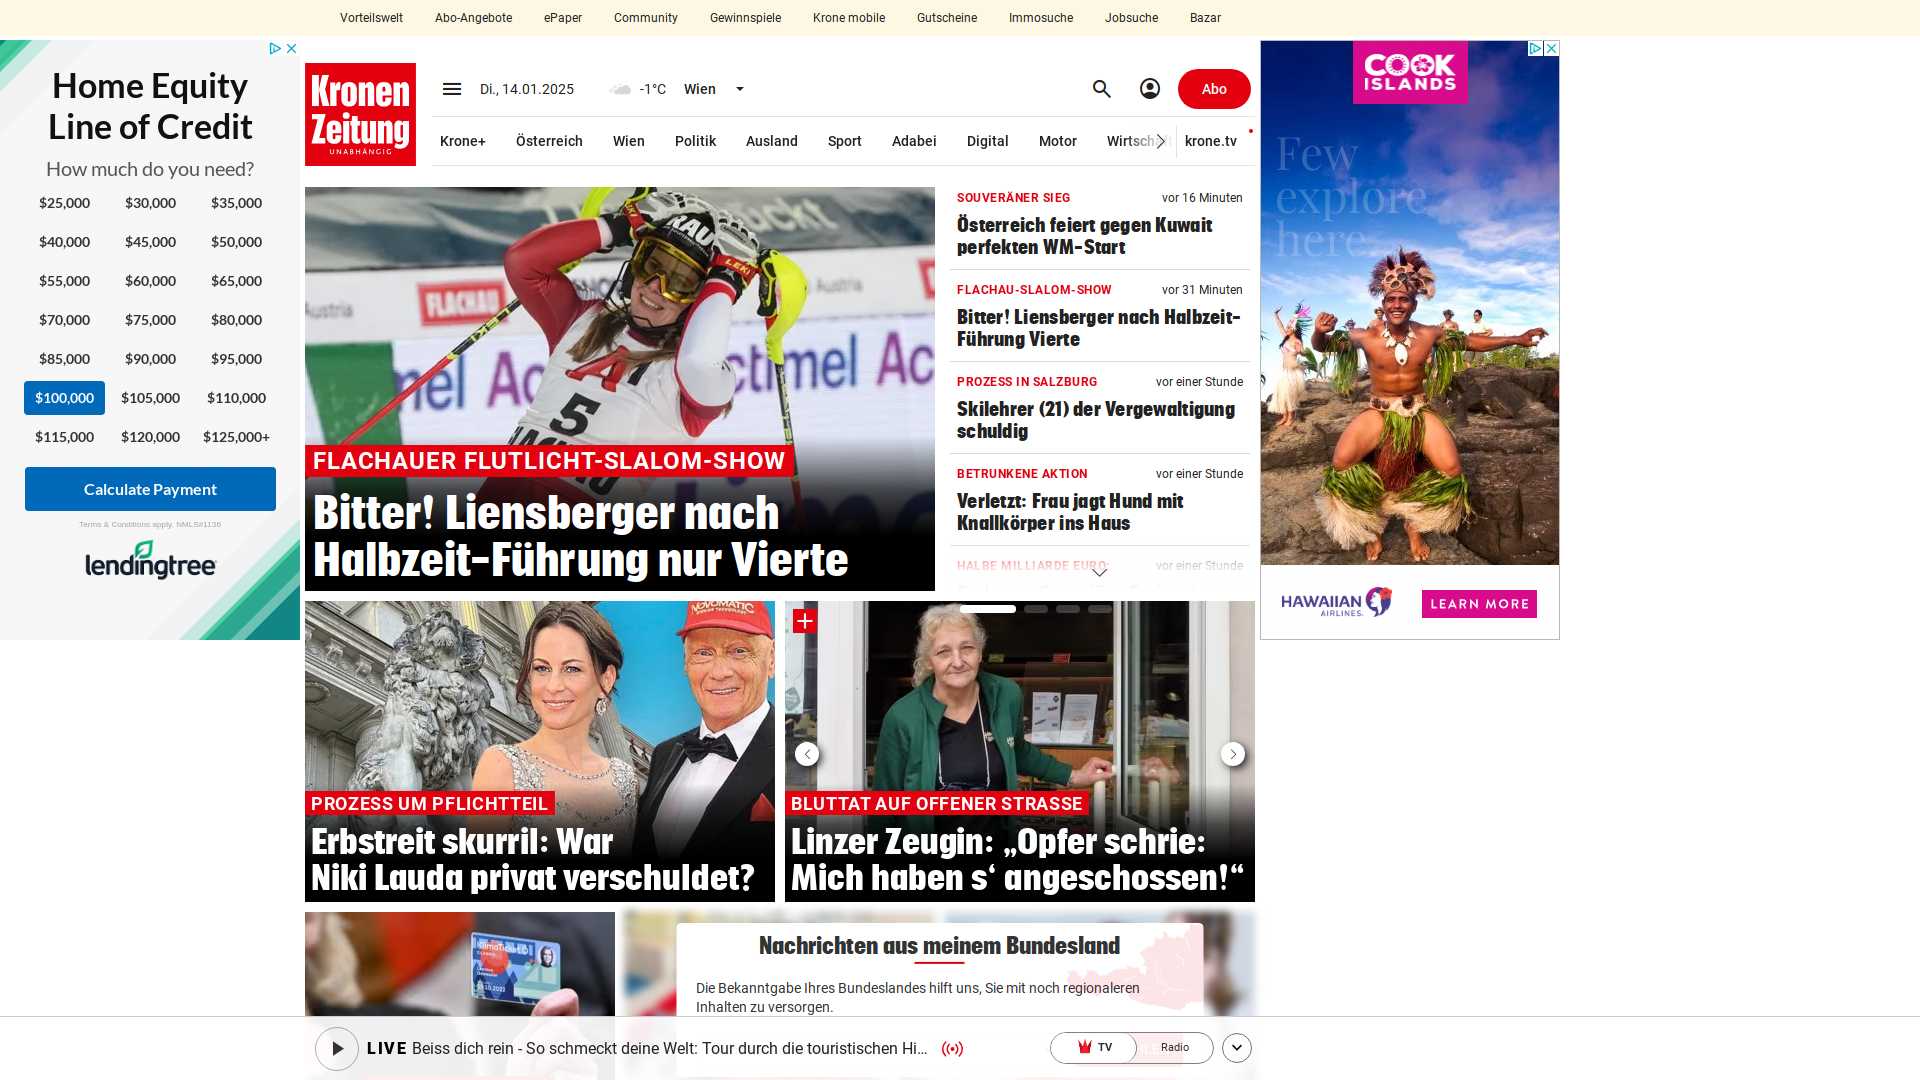 Vorteilswelt
Abo-Angebote
ePaper
Community
Gewinnspiele
Krone mobile
Gutscheine
Immosuche
Jobsuche
Bazar
Home Equity
Line of Credit
How much do you need?
$25,000 $30,000 $35,000
$40,000 $45,000 $50,000
$55,000 $60,000 $65,000
$70,000 $75,000 $80,000
$85,000 $90,000 $95,000
$100,000 $105,000 $110,000
$115,000 $120,000 $125,000+
Calculate Payment
Terms & Conditions apply. NMLS#1136
lendingtree
Kronen
Zeitung
UNABHÄNGIG
Di., 14.01.2025
-1°C
Wien
Abo
Krone+
Österreich
Wien
Politik
Ausland
Sport
Adabei
Digital
Motor
krone.tv
RAU
LEKI
FLACHAU
Austria
Actimel
5
FLACHAUER FLUTLICHT-SLALOM-SHOW
Bitter! Liensberger nach
Halbzeit-Führung nur Vierte
SOUVERÄNER SIEG vor 16 Minuten
Österreich feiert gegen Kuwait
perfekten WM-Start
FLACHAU-SLALOM-SHOW vor 31 Minuten
Bitter! Liensberger nach Halbzeit-
Führung Vierte
PROZESS IN SALZBURG vor einer Stunde
Skilehrer (21) der Vergewaltigung
schuldig
BETRUNKENE AKTION vor einer Stunde
Verletzt: Frau jagt Hund mit
Knallkörper ins Haus
HALBE MILLIARDE EURO: vor einer Stunde
NOVOMATIC
PROZESS UM PFLICHTTEIL
Erbstreit skurril: War
Niki Lauda privat verschuldet?
BLUTTAT AUF OFFENER STRASSE
Linzer Zeugin: „Opfer schrie:
Mich haben s‘ angeschossen!“
KlimaTicket Ö
Nachrichten aus meinem Bundesland
Die Bekanntgabe Ihres Bundeslandes hilft uns, Sie mit noch regionaleren
Inhalten zu versorgen.
LIVE Beiss dich rein - So schmeckt deine Welt: Tour durch die touristischen Hi...
TV
Radio
COOK
ISLANDS
Few
explore
here.
HAWAIIAN
AIRLINES.
LEARN MORE